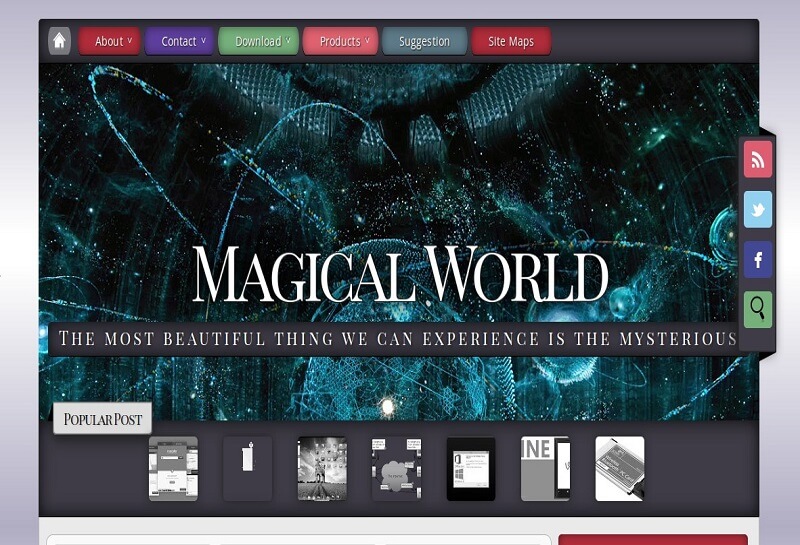 About v
Contact v
Download v
Products v
Suggestion
Site Maps
Magical World
The most beautiful thing we can experience is the mysterious
Popular Post
INE